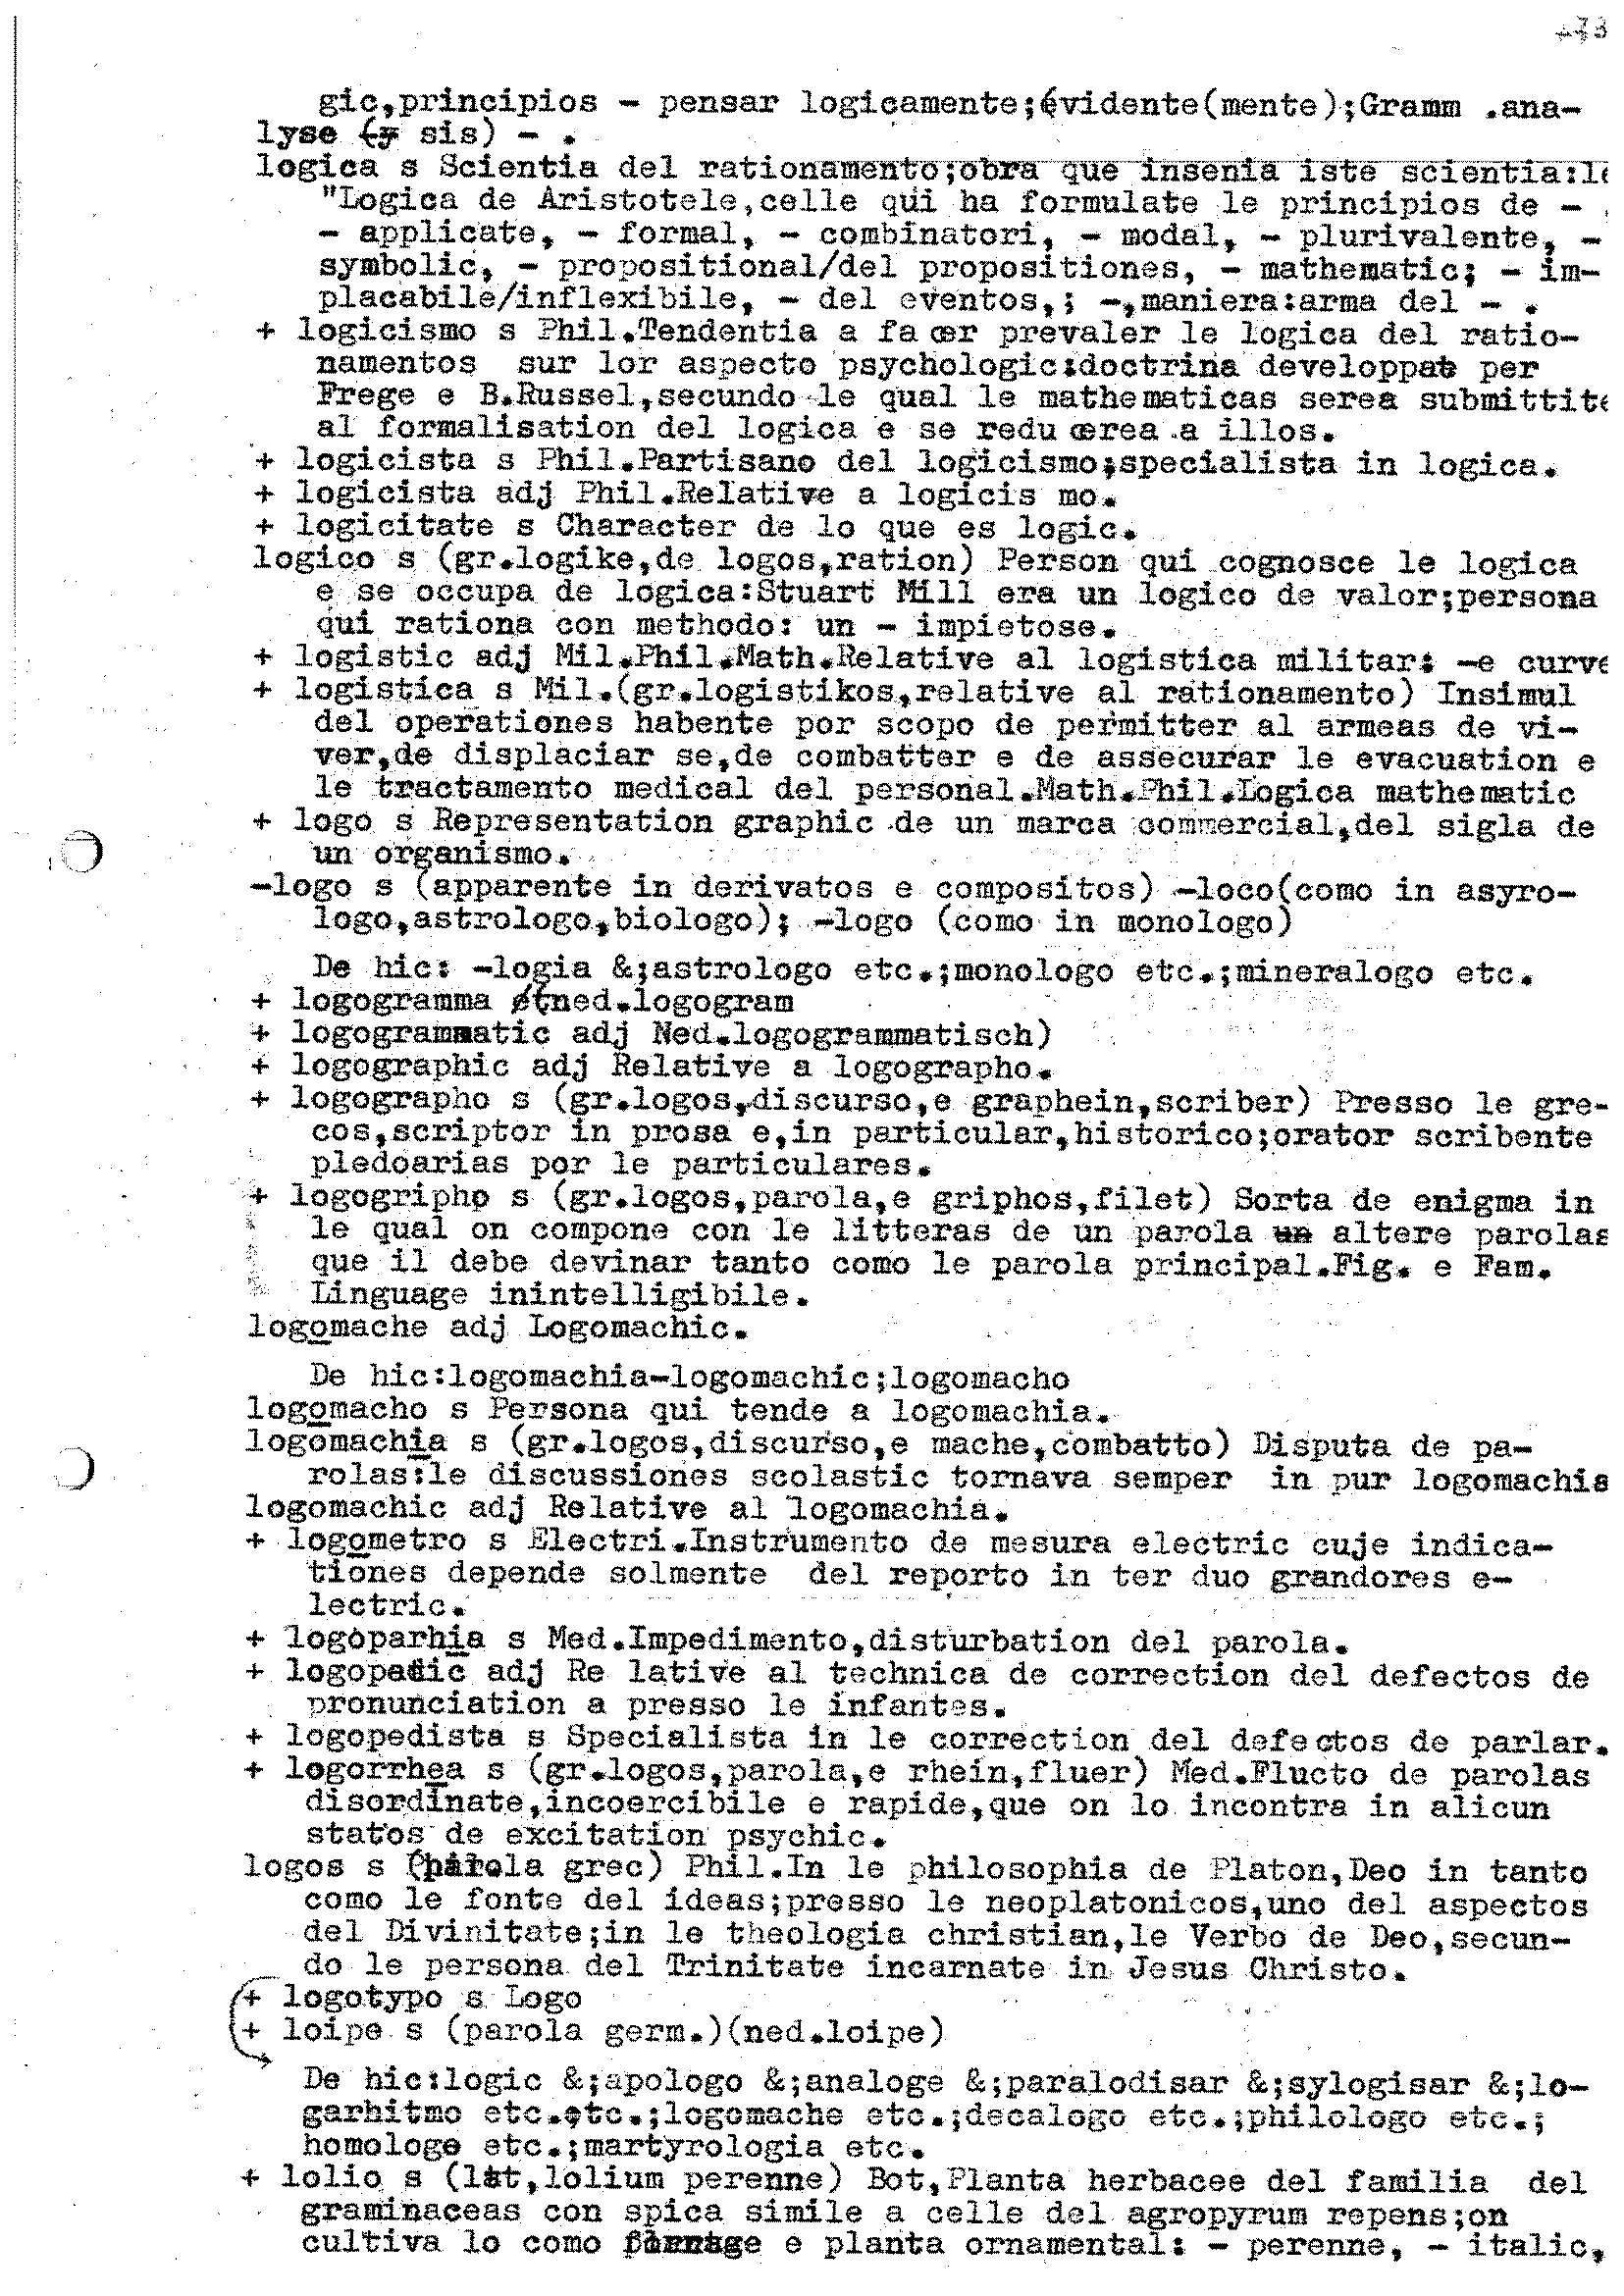 gic,principios - pensar logicamente;évidente(mente);Gramm .ana-
lyse (y sis) - .
logica s Scientia del rationamento;obra que insenia iste scientia:le
"Logica de Aristotele,celle qui ha formulate le principios de - .
- applicate, - formal, - combinatori, - modal, - plurivalente, -
symbolic, - propositional/del propositiones, - mathematic; - im-
placabile/inflexibile, - del eventos,; -,maniera:arma del - .
+ logicismo s Phil.Tendentia a facer prevaler le logica del ratio-
namentos sur lor aspecto psychologic:doctrina developpat per
Frege e B.Russel,secundo le qual le mathematicas serea submittite
al formalisation del logica e se reducerea a illos.
+ logicista s Phil.Partisano del logicismo;specialista in logica.
+ logicista adj Phil.Relative a logicis mo.
+ logicitate s Character de lo que es logic.
logico s (gr.logike,de logos,ration) Person qui cognosce le logica
e se occupa de logica:Stuart Mill era un logico de valor;persona
qui rationa con methodo: un - impietose.
+ logistic adj Mil.Phil.Math.Relative al logistica militar: -e curve
+ logistica s Mil.(gr.logistikos,relative al rationamento) Insimul
del operationes habente por scopo de permitter al armeas de vi-
ver,de displaciar se,de combatter e de assecurar le evacuation e
le tractamento medical del personal.Math.Phil.Logica mathematic
+ logo s Representation graphic de un marca commercial,del sigla de
un organismo.
-logo s (apparente in derivatos e compositos) -loco(como in asyro-
logo,astrologo,biologo); -logo (como in monologo)
De hic: -logia &;astrologo etc.;monologo etc.;mineralogo etc.
+ logogramma s(ned.logogram
+ logogrammatic adj Ned.logogrammatisch)
+ logographic adj Relative a logographo.
+ logographo s (gr.logos,discurso,e graphein,scriber) Presso le gre-
cos,scriptor in prosa e,in particular,historico;orator scribente
pledoarias por le particulares.
+ logogripho s (gr.logos,parola,e griphos,filet) Sorta de enigma in
le qual on compone con le litteras de un parola un altere parolas
que il debe devinar tanto como le parola principal.Fig. e Fam.
Linguage inintelligibile.
logomache adj Logomachic.
De hic:logomachia-logomachic;logomacho
logomacho s Persona qui tende a logomachia.
logomachia s (gr.logos,discurso,e mache,combatto) Disputa de pa-
rolas:le discussiones scolastic tornava semper in pur logomachia
logomachic adj Relative al logomachia.
+ logometro s Electri.Instrumento de mesura electric cuje indica-
tiones depende solmente del reporto in ter duo grandores e-
lectric.
+ logoparhia s Med.Impedimento,disturbation del parola.
+ logopedic adj Re lative al technica de correction del defectos de
pronunciation a presso le infantes.
+ logopedista s Specialista in le correction del defectos de parlar.
+ logorrhea s (gr.logos,parola,e rhein,fluer) Med.Flucto de parolas
disordinate,incoercibile e rapide,que on lo incontra in alicun
statos de excitation psychic.
logos s (parola grec) Phil.In le philosophia de Platon,Deo in tanto
como le fonte del ideas;presso le neoplatonicos,uno del aspectos
del Divinitate;in le theologia christian,le Verbo de Deo,secun-
do le persona del Trinitate incarnate in Jesus Christo.
+ logotypo s Logo
+ loipe s (parola germ.)(ned.loipe)
De hic:logic &;apologo &;analoge &;paralodisar &;sylogisar &;lo-
garhitmo etc.etc.;logomache etc.;decalogo etc.;philologo etc.;
homologe etc.;martyrologia etc.
+ lolio s (lat,lolium perenne) Bot,Planta herbacee del familia del
graminaceas con spica simile a celle del agropyrum repens;on
cultiva lo como e planta ornamental: - perenne, - italic,